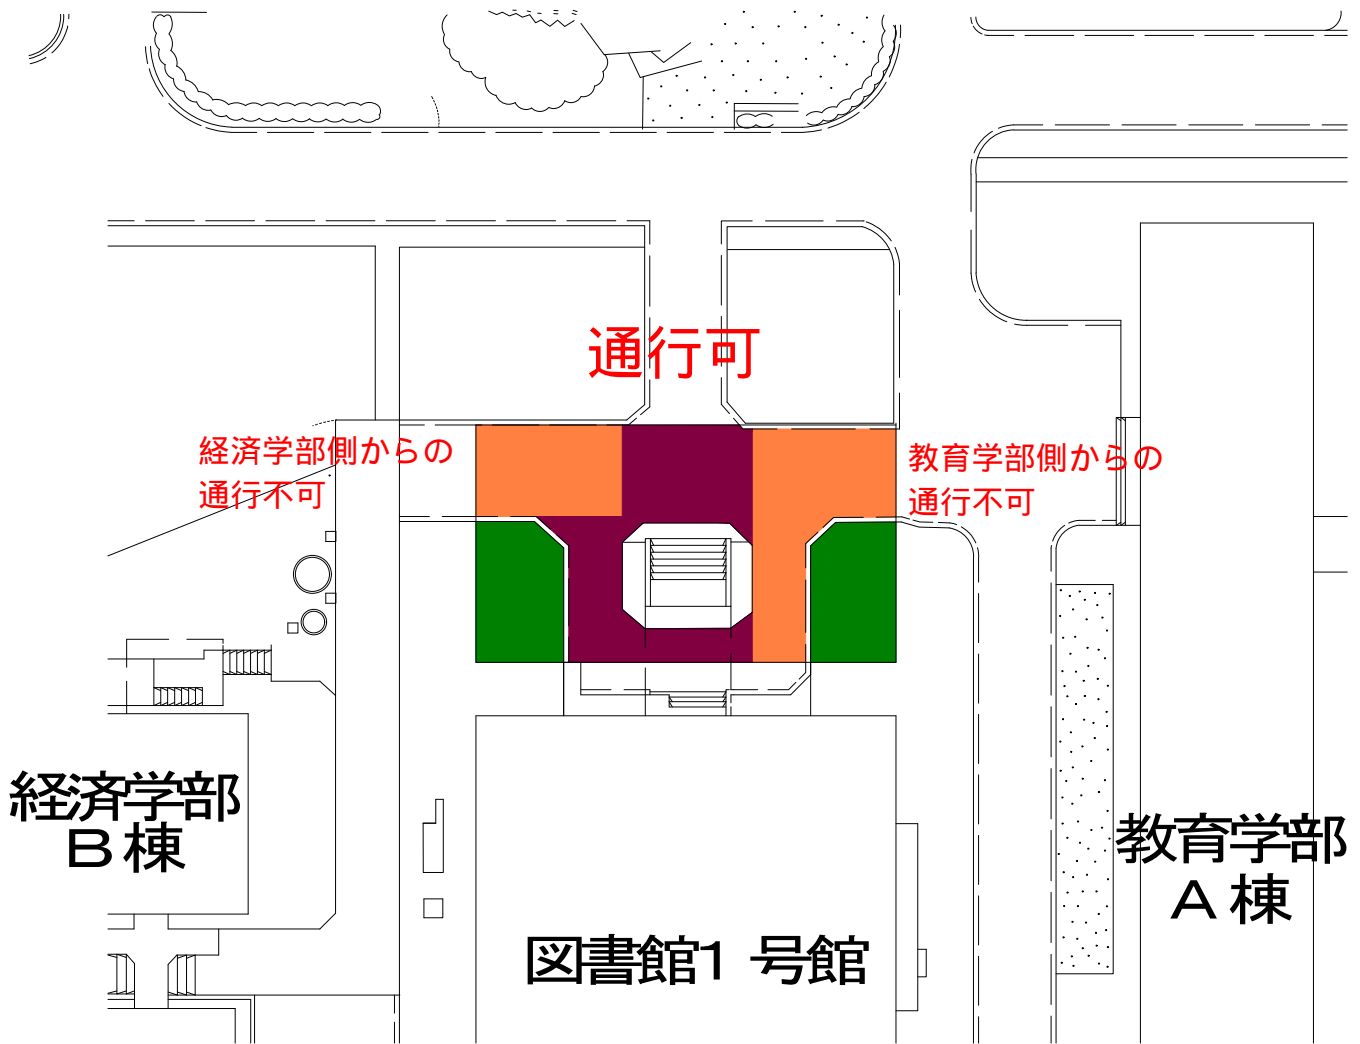 通行可
経済学部側からの
通行不可
教育学部側からの
通行不可
経済学部
B棟
教育学部
A棟
図書館1号館